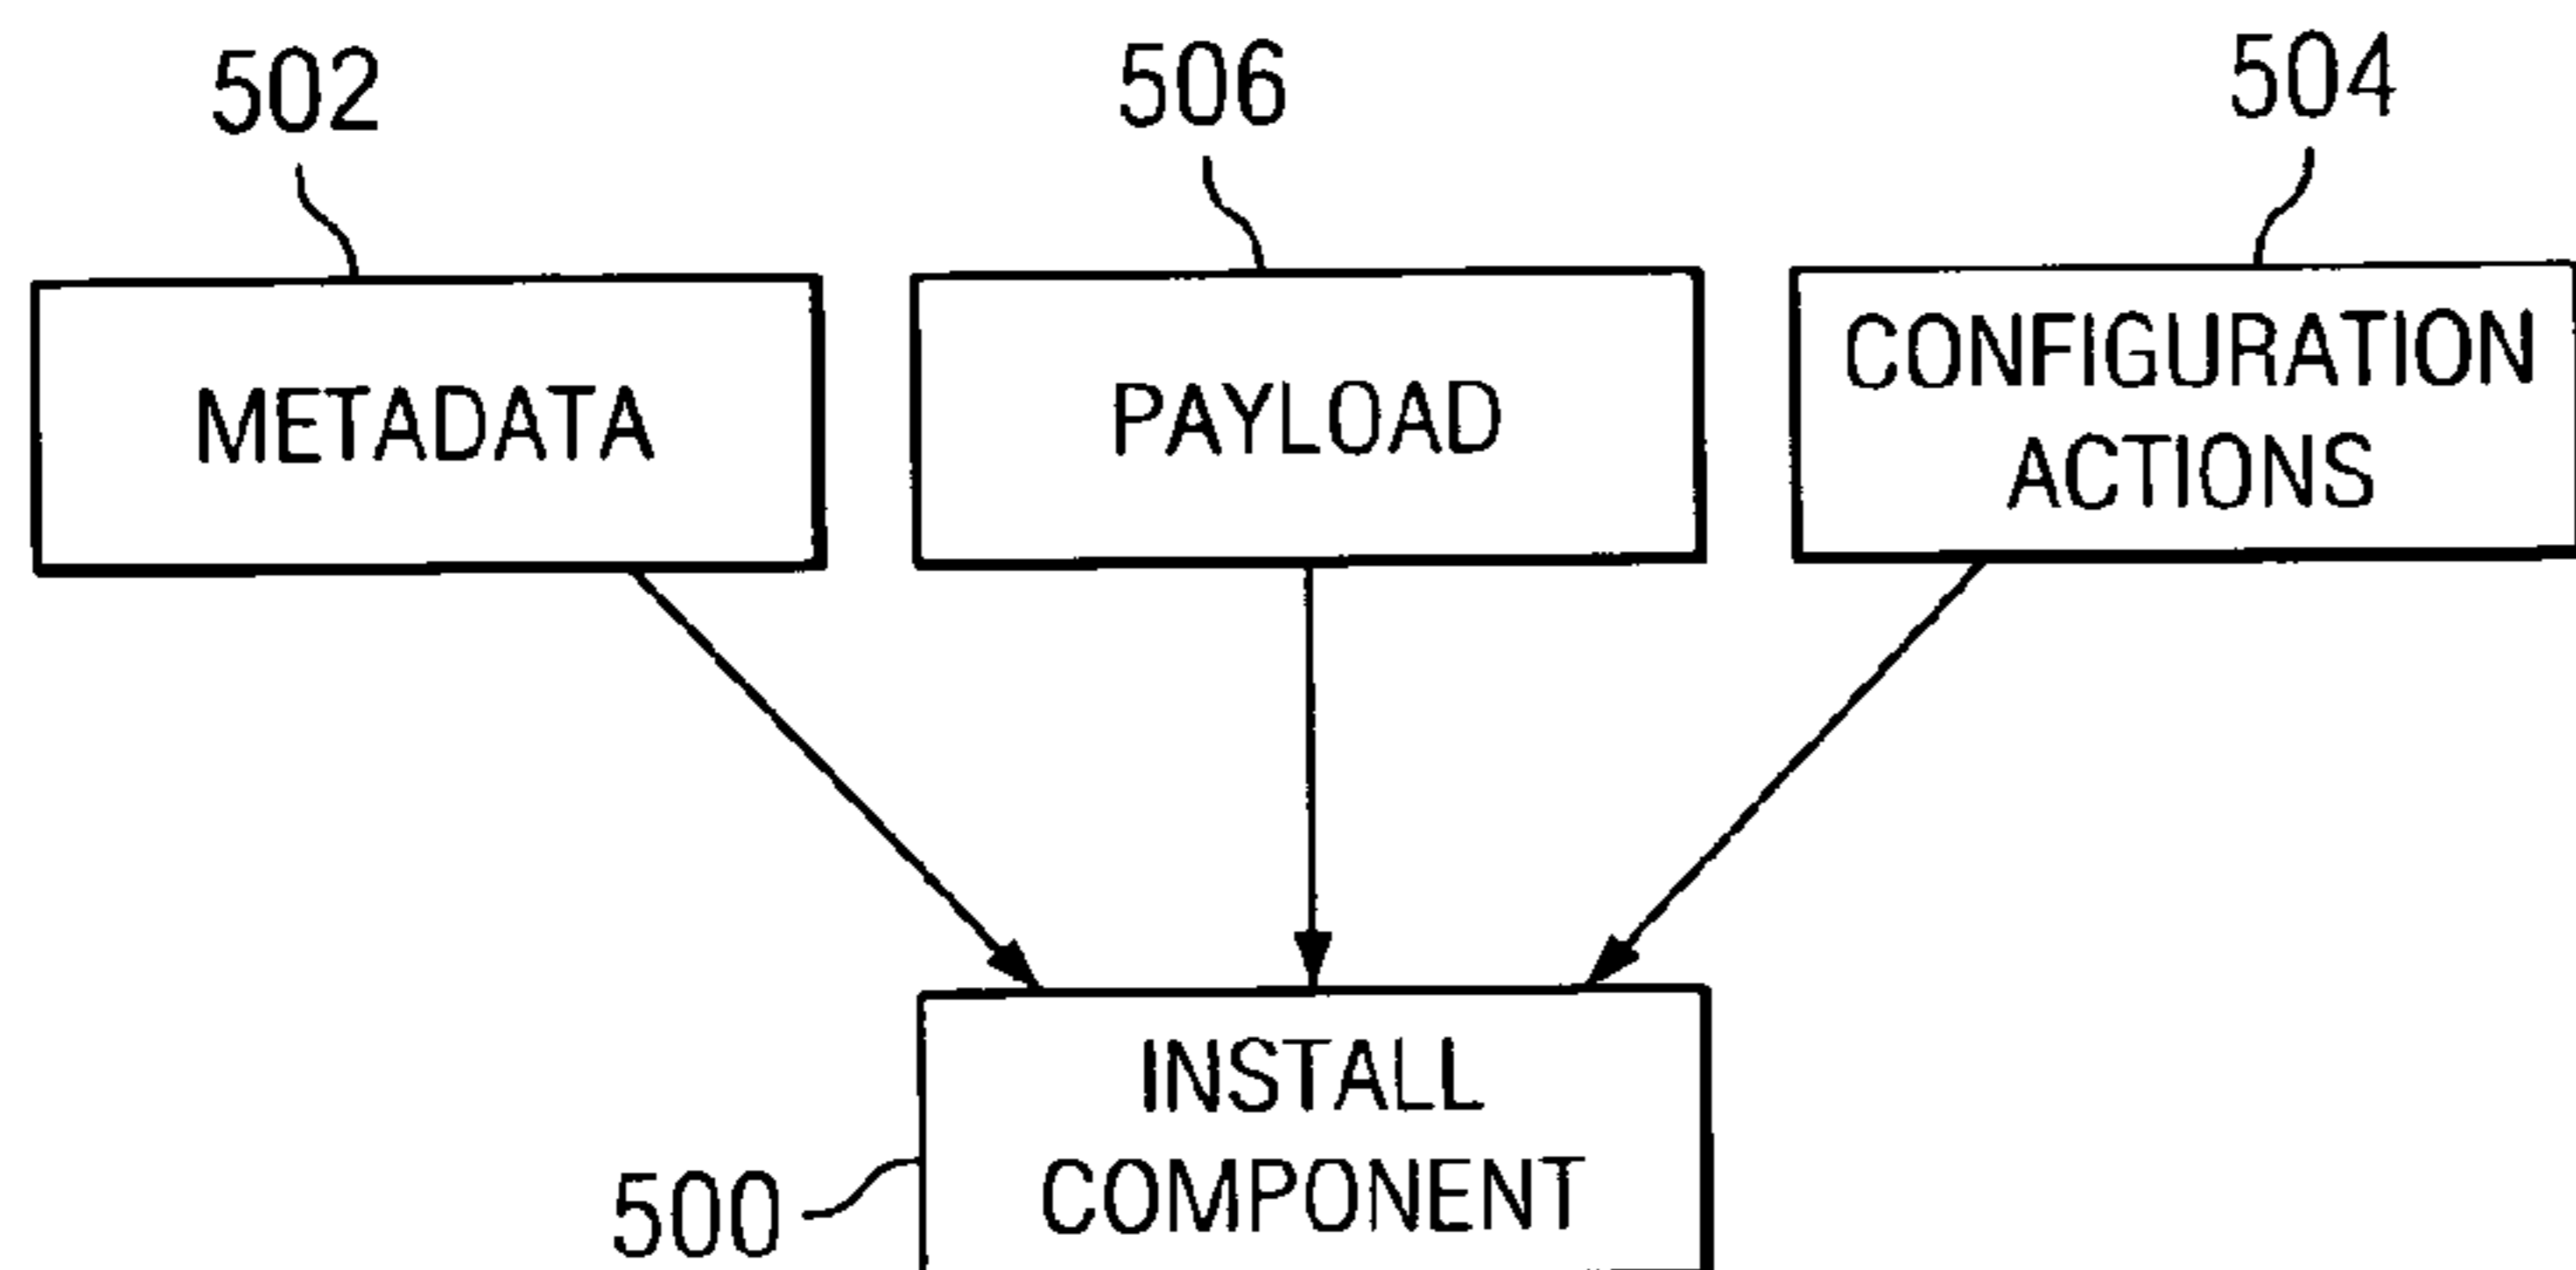 502
506
504
METADATA
PAYLOAD
CONFIGURATION
ACTIONS
INSTALL
COMPONENT
500